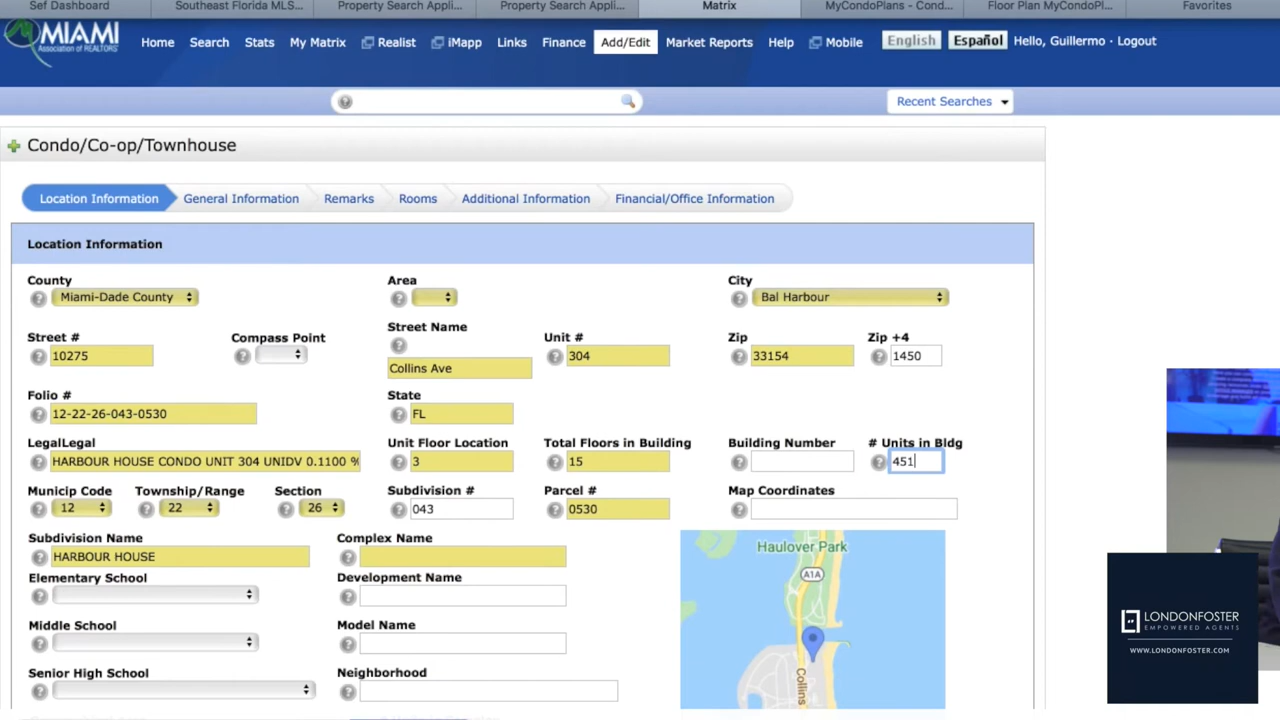 Sef Dashboard Southeast Florida MLS... Property Search Appli... Property Search Appli... Matrix MyCondoPlans - Cond... Floor Plan MyCondoPl... Favorites
MIAMI
Association of REALTORS®
Home Search Stats My Matrix Realist iMapp Links Finance Add/Edit Market Reports Help Mobile English Español Hello, Guillermo · Logout
Recent Searches
Condo/Co-op/Townhouse
Location Information General Information Remarks Rooms Additional Information Financial/Office Information
Location Information
County Area City
Miami-Dade County Bal Harbour
Street # Compass Point Street Name Unit # Zip Zip +4
10275 Collins Ave 304 33154 1450
Folio # State
12-22-26-043-0530 FL
LegalLegal Unit Floor Location Total Floors in Building Building Number # Units in Bldg
HARBOUR HOUSE CONDO UNIT 304 UNIDV 0.1100 % 3 15 451
Municip Code Township/Range Section Subdivision # Parcel # Map Coordinates
12 22 26 043 0530
Subdivision Name Complex Name
HARBOUR HOUSE
Elementary School Development Name
Middle School Model Name
Senior High School Neighborhood
Haulover Park
A1A
Collins
LONDONFOSTER
EMPOWERED AGENTS
WWW.LONDONFOSTER.COM